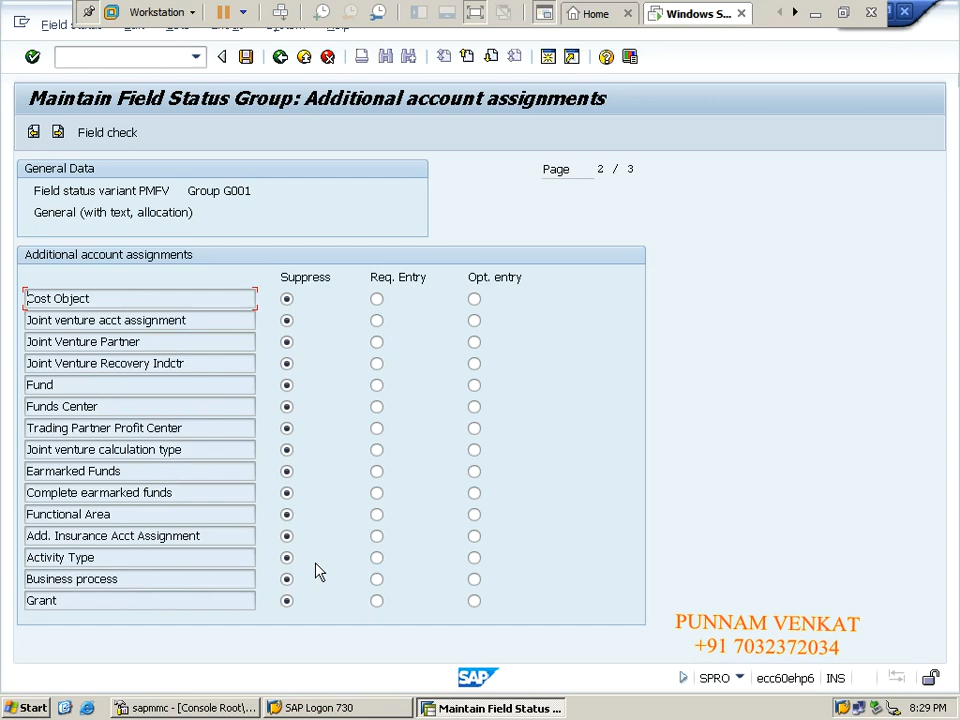 Workstation
Home
Windows S...
Maintain Field Status Group: Additional account assignments
Field check
General Data
Field status variant PMFV Group G001
General (with text, allocation)
Page 2 / 3
Additional account assignments
Suppress Req. Entry Opt. entry
Cost Object
Joint venture acct assignment
Joint Venture Partner
Joint Venture Recovery Indctr
Fund
Funds Center
Trading Partner Profit Center
Joint venture calculation type
Earmarked Funds
Complete earmarked funds
Functional Area
Add. Insurance Acct Assignment
Activity Type
Business process
Grant
PUNNAM VENKAT
+91 7032372034
SAP
SPRO ecc60ehp6 INS
Start
sapmmc - [Console Root\...
SAP Logon 730
Maintain Field Status ...
8:29 PM